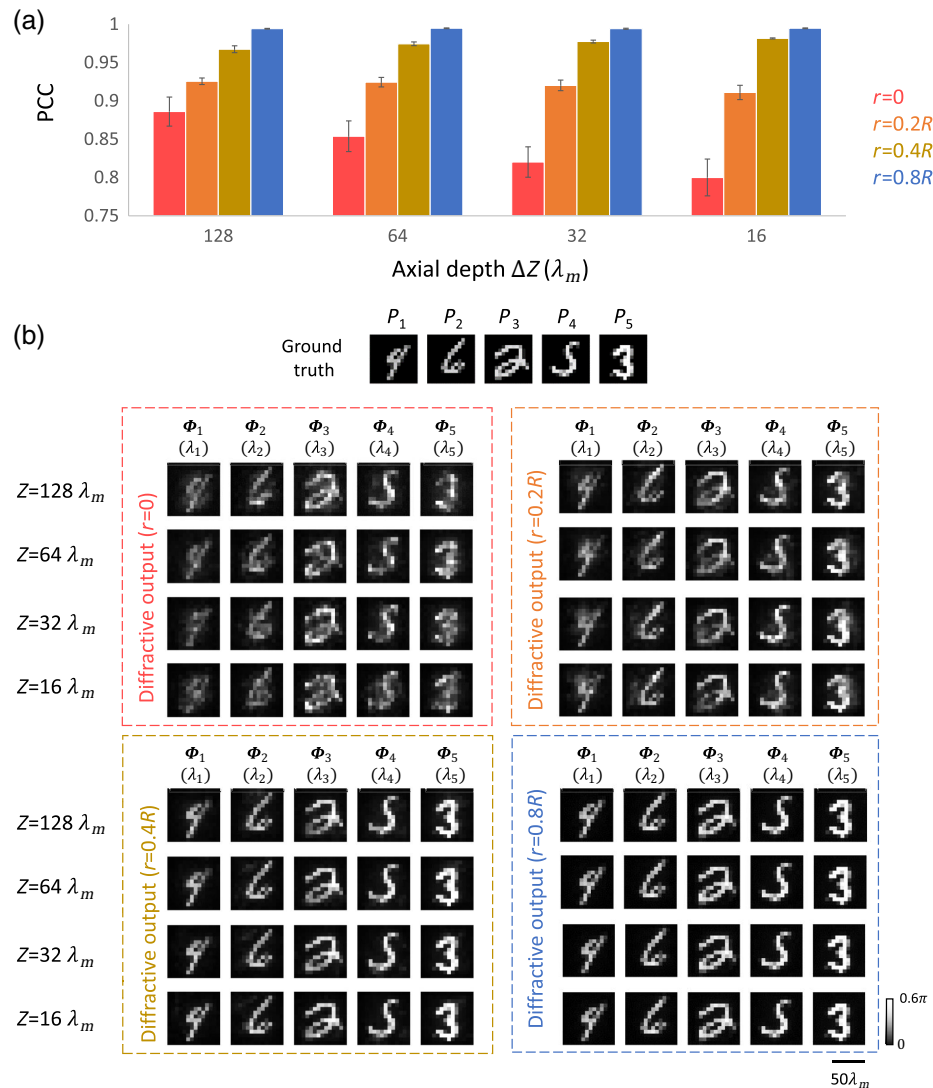 (a)
PCC
1
0.95
0.9
0.85
0.8
0.75
128 64 32 16
Axial depth ΔZ (λm)
r=0
r=0.2R
r=0.4R
r=0.8R
(b)
P1 P2 P3 P4 P5
Ground
truth
Diffractive output (r=0)
Φ1 Φ2 Φ3 Φ4 Φ5
(λ1) (λ2) (λ3) (λ4) (λ5)
Diffractive output (r=0.2R)
Φ1 Φ2 Φ3 Φ4 Φ5
(λ1) (λ2) (λ3) (λ4) (λ5)
Z=128 λm
Z=64 λm
Z=32 λm
Z=16 λm
Diffractive output (r=0.4R)
Φ1 Φ2 Φ3 Φ4 Φ5
(λ1) (λ2) (λ3) (λ4) (λ5)
Diffractive output (r=0.8R)
Φ1 Φ2 Φ3 Φ4 Φ5
(λ1) (λ2) (λ3) (λ4) (λ5)
Z=128 λm
Z=64 λm
Z=32 λm
Z=16 λm
0.6π
0
50λm